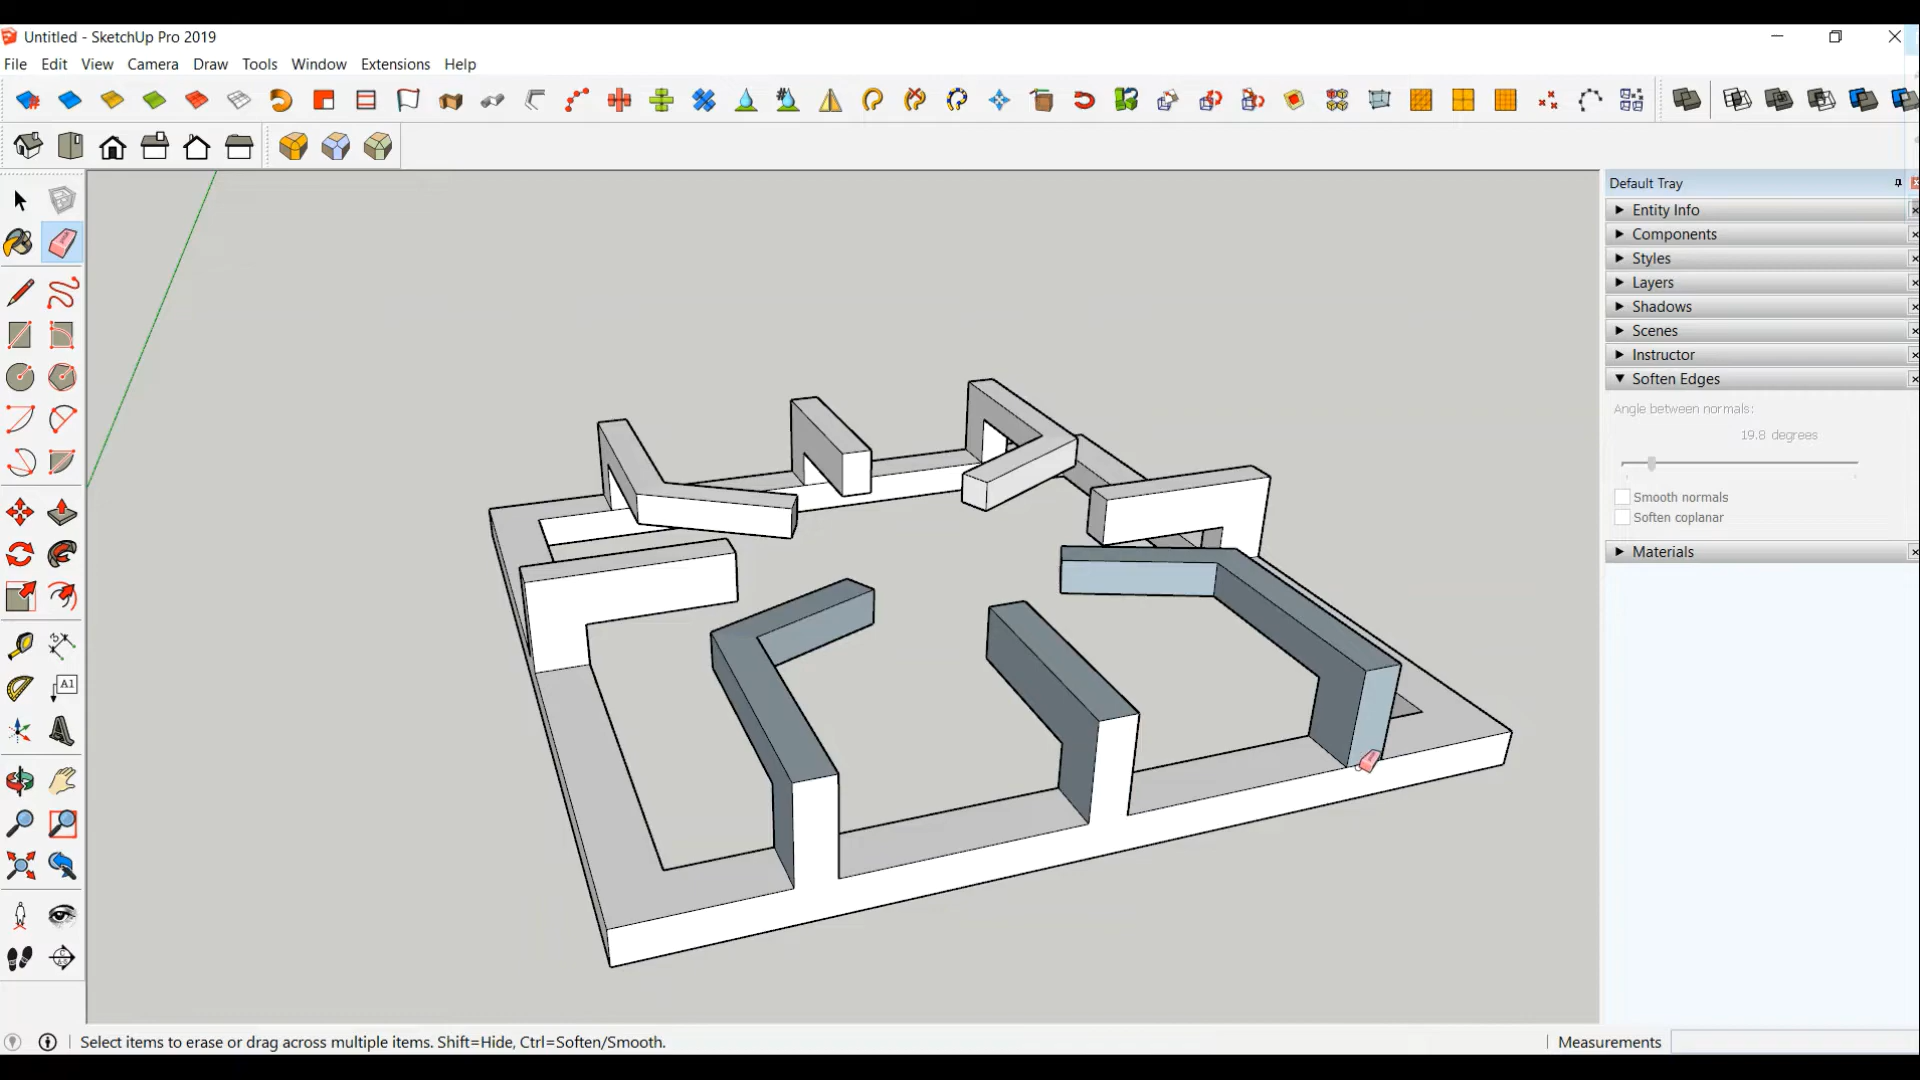 Untitled - SketchUp Pro 2019
File Edit View Camera Draw Tools Window Extensions Help
Default Tray
Entity Info
Components
Styles
Layers
Shadows
Scenes
Instructor
Soften Edges
Angle between normals:
19.8 degrees
Smooth normals
Soften coplanar
Materials
A1
Select items to erase or drag across multiple items. Shift=Hide, Ctrl=Soften/Smooth.
Measurements